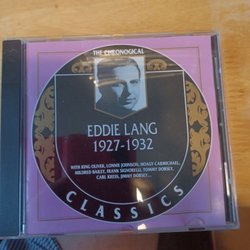 THE CHRONOLOGICAL
EDDIE LANG
1927-1932
WITH KING OLIVER, LONNIE JOHNSON, HOAGY CARMICHAEL,
MILDRED BAILEY, FRANK SIGNORELLI, TOMMY DORSEY,
CARL KRESS, JIMMY DORSEY...
CLASSICS